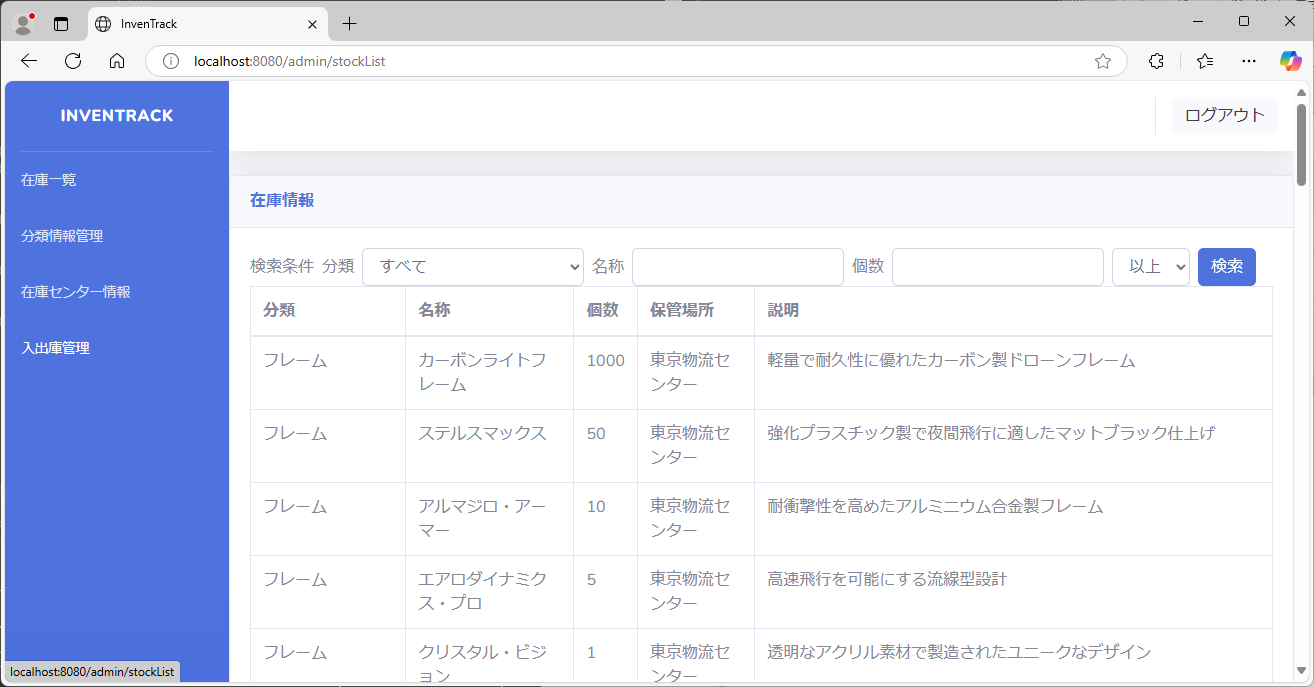 InvenTrack
localhost:8080/admin/stockList
INVENTRACK
ログアウト
在庫一覧
分類情報管理
在庫センター情報
入出庫管理
在庫情報
検索条件 分類 すべて 名称 個数 以上 検索
分類 名称 個数 保管場所 説明
フレーム カーボンライトフ 1000 東京物流セ 軽量で耐久性に優れたカーボン製ドローンフレーム
レーム ンター
フレーム ステルスマックス 50 東京物流セ 強化プラスチック製で夜間飛行に適したマットブラック仕上げ
ンター
フレーム アルマジロ・アー 10 東京物流セ 耐衝撃性を高めたアルミニウム合金製フレーム
マー ンター
フレーム エアロダイナミク 5 東京物流セ 高速飛行を可能にする流線型設計
ス・プロ ンター
フレーム クリスタル・ビジ 1 東京物流セ 透明なアクリル素材で製造されたユニークなデザイン
ョン ンター
localhost:8080/admin/stockList